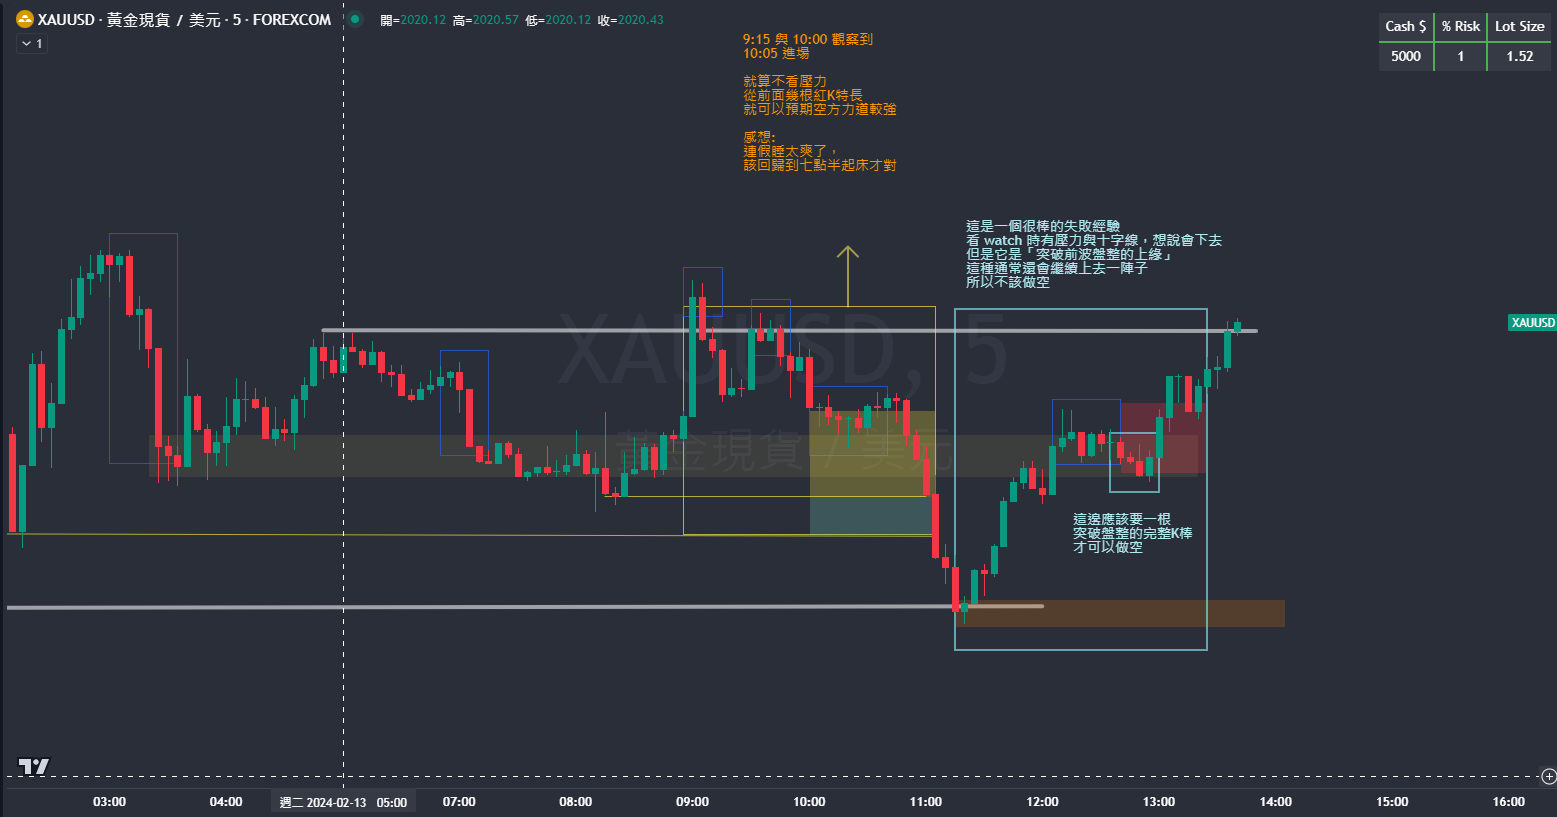 XAUUSD · 黃金現貨 / 美元 · 5 · FOREXCOM
開=2020.12 高=2020.57 低=2020.12 收=2020.43
1
Cash $ % Risk Lot Size
5000 1 1.52
9:15 與 10:00 觀察到
10:05 進場
就算不看壓力
從前面幾根紅K特長
就可以預期空方力道較強
感想:
連假睡太爽了，
該回歸到七點半起床才對
這是一個很棒的失敗經驗
看 watch 時有壓力與十字線，想說會下去
但是它是「突破前波盤整的上緣」
這種通常還會繼續上去一陣子
所以不該做空
XAUUSD
XAUUSD, 5
黃金現貨 / 美元
這邊應該要一根
突破盤整的完整K棒
才可以做空
03:00 04:00 週二 2024-02-13 05:00 07:00 08:00 09:00 10:00 11:00 12:00 13:00 14:00 15:00 16:00